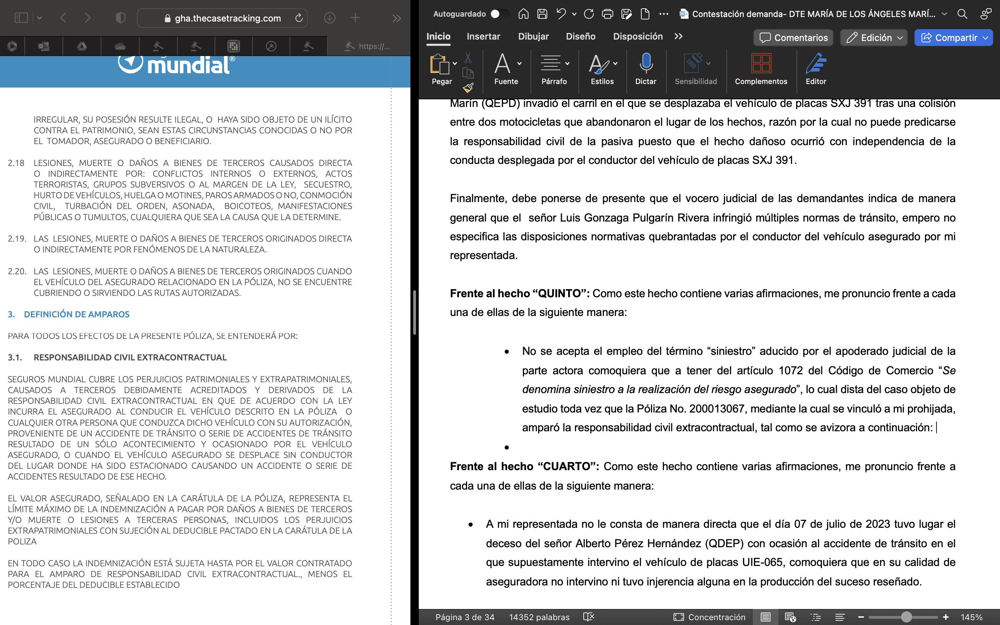 gha.thecasetracking.com
https://...
mundial®
IRREGULAR, SU POSESIÓN RESULTE ILEGAL, O HAYA SIDO OBJETO DE UN ILÍCITO
CONTRA EL PATRIMONIO, SEAN ESTAS CIRCUNSTANCIAS CONOCIDAS O NO POR
EL TOMADOR, ASEGURADO O BENEFICIARIO.
2.18 LESIONES, MUERTE O DAÑOS A BIENES DE TERCEROS CAUSADOS DIRECTA
O INDIRECTAMENTE POR: CONFLICTOS INTERNOS O EXTERNOS, ACTOS
TERRORISTAS, GRUPOS SUBVERSIVOS O AL MARGEN DE LA LEY, SECUESTRO,
HURTO DE VEHÍCULOS, HUELGA O MOTINES, PAROS ARMADOS O NO, CONMOCIÓN
CIVIL, TURBACIÓN DEL ORDEN, ASONADA, BOICOTEOS, MANIFESTACIONES
PÚBLICAS O TUMULTOS, CUALQUIERA QUE SEA LA CAUSA QUE LA DETERMINE.
2.19. LAS LESIONES, MUERTE O DAÑOS A BIENES DE TERCEROS ORIGINADOS DIRECTA
O INDIRECTAMENTE POR FENÓMENOS DE LA NATURALEZA.
2.20. LAS LESIONES, MUERTE O DAÑOS A BIENES DE TERCEROS ORIGINADOS CUANDO
EL VEHÍCULO DEL ASEGURADO RELACIONADO EN LA PÓLIZA, NO SE ENCUENTRE
CUBRIENDO O SIRVIENDO LAS RUTAS AUTORIZADAS.
3. DEFINICIÓN DE AMPAROS
PARA TODOS LOS EFECTOS DE LA PRESENTE PÓLIZA, SE ENTENDERÁ POR:
3.1. RESPONSABILIDAD CIVIL EXTRACONTRACTUAL
SEGUROS MUNDIAL CUBRE LOS PERJUICIOS PATRIMONIALES Y EXTRAPATRIMONIALES,
CAUSADOS A TERCEROS DEBIDAMENTE ACREDITADOS Y DERIVADOS DE LA
RESPONSABILIDAD CIVIL EXTRACONTRACTUAL EN QUE DE ACUERDO CON LA LEY
INCURRA EL ASEGURADO AL CONDUCIR EL VEHÍCULO DESCRITO EN LA PÓLIZA O
CUALQUIER OTRA PERSONA QUE CONDUZCA DICHO VEHÍCULO CON SU AUTORIZACIÓN,
PROVENIENTE DE UN ACCIDENTE DE TRÁNSITO O SERIE DE ACCIDENTES DE TRÁNSITO
RESULTADO DE UN SÓLO ACONTECIMIENTO Y OCASIONADO POR EL VEHÍCULO
ASEGURADO, O CUANDO EL VEHÍCULO ASEGURADO SE DESPLACE SIN CONDUCTOR
DEL LUGAR DONDE HA SIDO ESTACIONADO CAUSANDO UN ACCIDENTE O SERIE DE
ACCIDENTES RESULTADO DE ESE HECHO.
EL VALOR ASEGURADO, SEÑALADO EN LA CARÁTULA DE LA PÓLIZA, REPRESENTA EL
LÍMITE MÁXIMO DE LA INDEMNIZACIÓN A PAGAR POR DAÑOS A BIENES DE TERCEROS
Y/O MUERTE O LESIONES A TERCERAS PERSONAS, INCLUIDOS LOS PERJUICIOS
EXTRAPATRIMONIALES CON SUJECIÓN AL DEDUCIBLE PACTADO EN LA CARÁTULA DE LA
POLIZA
EN TODO CASO LA INDEMNIZACIÓN ESTÁ SUJETA HASTA POR EL VALOR CONTRATADO
PARA EL AMPARO DE RESPONSABILIDAD CIVIL EXTRACONTRACTUAL., MENOS EL
PORCENTAJE DEL DEDUCIBLE ESTABLECIDO
Autoguardado
Contestación demanda- DTE MARÍA DE LOS ÁNGELES MARÍ...
Inicio Insertar Dibujar Diseño Disposición
Comentarios Edición Compartir
Pegar Fuente Párrafo Estilos Dictar Sensibilidad Complementos Editor
Marín (QEPD) invadió el carril en el que se desplazaba el vehículo de placas SXJ 391 tras una colisión
entre dos motocicletas que abandonaron el lugar de los hechos, razón por la cual no puede predicarse
la responsabilidad civil de la pasiva puesto que el hecho dañoso ocurrió con independencia de la
conducta desplegada por el conductor del vehículo de placas SXJ 391.
Finalmente, debe ponerse de presente que el vocero judicial de las demandantes indica de manera
general que el señor Luis Gonzaga Pulgarín Rivera infringió múltiples normas de tránsito, empero no
especifica las disposiciones normativas quebrantadas por el conductor del vehículo asegurado por mi
representada.
Frente al hecho “QUINTO”: Como este hecho contiene varias afirmaciones, me pronuncio frente a cada
una de ellas de la siguiente manera:
• No se acepta el empleo del término “siniestro” aducido por el apoderado judicial de la
parte actora comoquiera que a tener del artículo 1072 del Código de Comercio “Se
denomina siniestro a la realización del riesgo asegurado”, lo cual dista del caso objeto de
estudio toda vez que la Póliza No. 200013067, mediante la cual se vinculó a mi prohijada,
amparó la responsabilidad civil extracontractual, tal como se avizora a continuación:
•
Frente al hecho “CUARTO”: Como este hecho contiene varias afirmaciones, me pronuncio frente a
cada una de ellas de la siguiente manera:
• A mi representada no le consta de manera directa que el día 07 de julio de 2023 tuvo lugar el
deceso del señor Alberto Pérez Hernández (QDEP) con ocasión al accidente de tránsito en el
que supuestamente intervino el vehículo de placas UIE-065, comoquiera que en su calidad de
aseguradora no intervino ni tuvo injerencia alguna en la producción del suceso reseñado.
Página 3 de 34 14352 palabras Concentración 145%